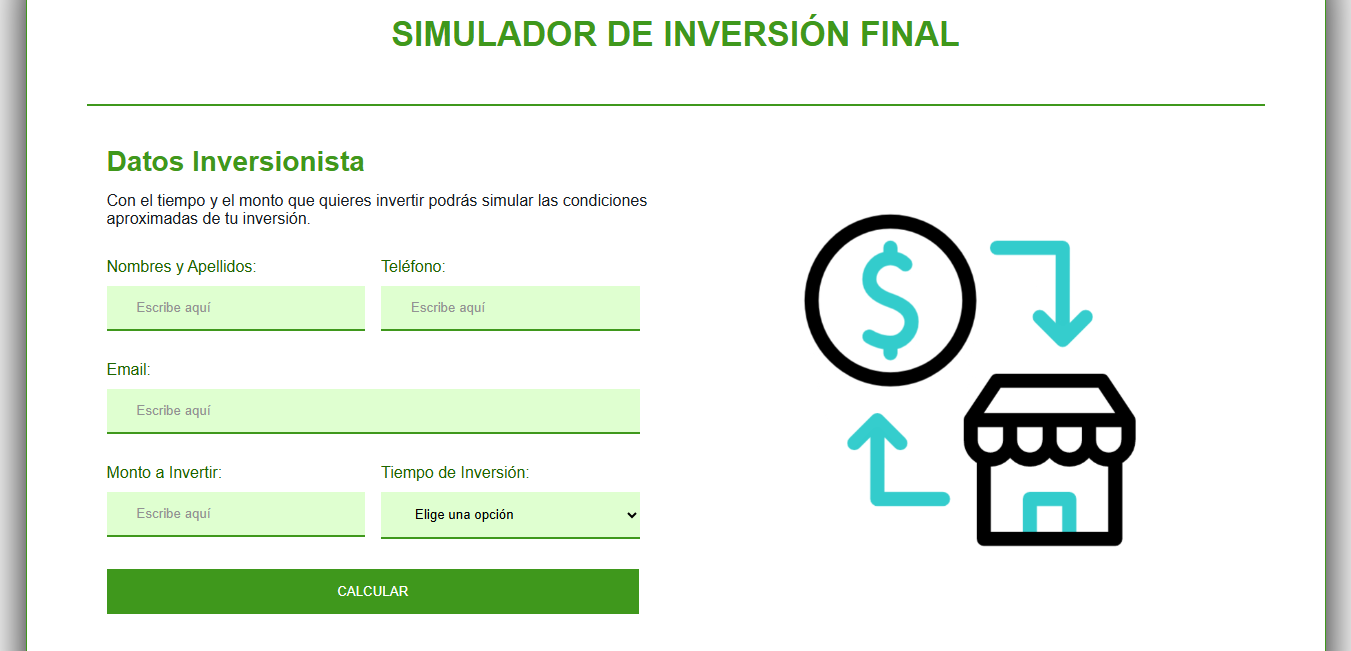 SIMULADOR DE INVERSIÓN FINAL
Datos Inversionista
Con el tiempo y el monto que quieres invertir podrás simular las condiciones
aproximadas de tu inversión.
Nombres y Apellidos:
Teléfono:
Escribe aquí
Escribe aquí
Email:
Escribe aquí
Monto a Invertir:
Tiempo de Inversión:
Escribe aquí
Elige una opción
CALCULAR
$